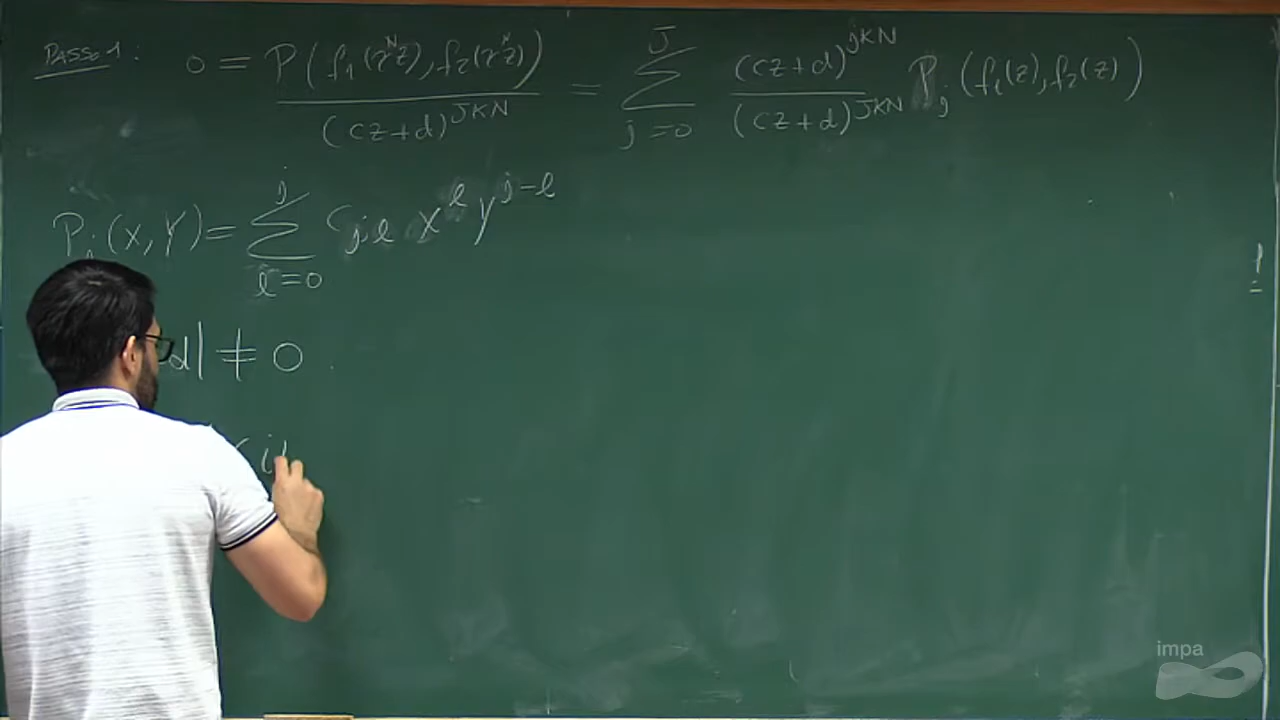 PASSO 1: 0 = P(f₁(γᴺz), f₂(γᴺz)) / (cz+d)^{JKN} = Σ_{j=0}^{J} (cz+d)^{jKN} / (cz+d)^{JKN} P_j(f₁(z), f₂(z))
P_j(X,Y) = Σ_{l=0}^{j} C_{jl} X^l Y^{j-l}
d| ≠ 0
impa